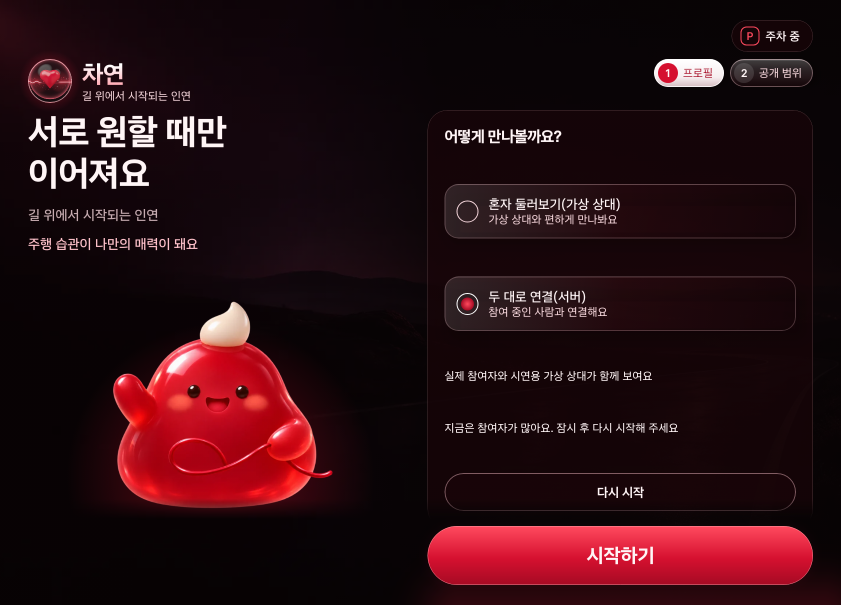 P 주차 중
차연
길 위에서 시작되는 인연
1 프로필 2 공개 범위
서로 원할 때만
이어져요
길 위에서 시작되는 인연
주행 습관이 나만의 매력이 돼요
어떻게 만나볼까요?
혼자 둘러보기(가상 상대)
가상 상대와 편하게 만나봐요
두 대로 연결(서버)
참여 중인 사람과 연결해요
실제 참여자와 시연용 가상 상대가 함께 보여요
지금은 참여자가 많아요. 잠시 후 다시 시작해 주세요
다시 시작
시작하기